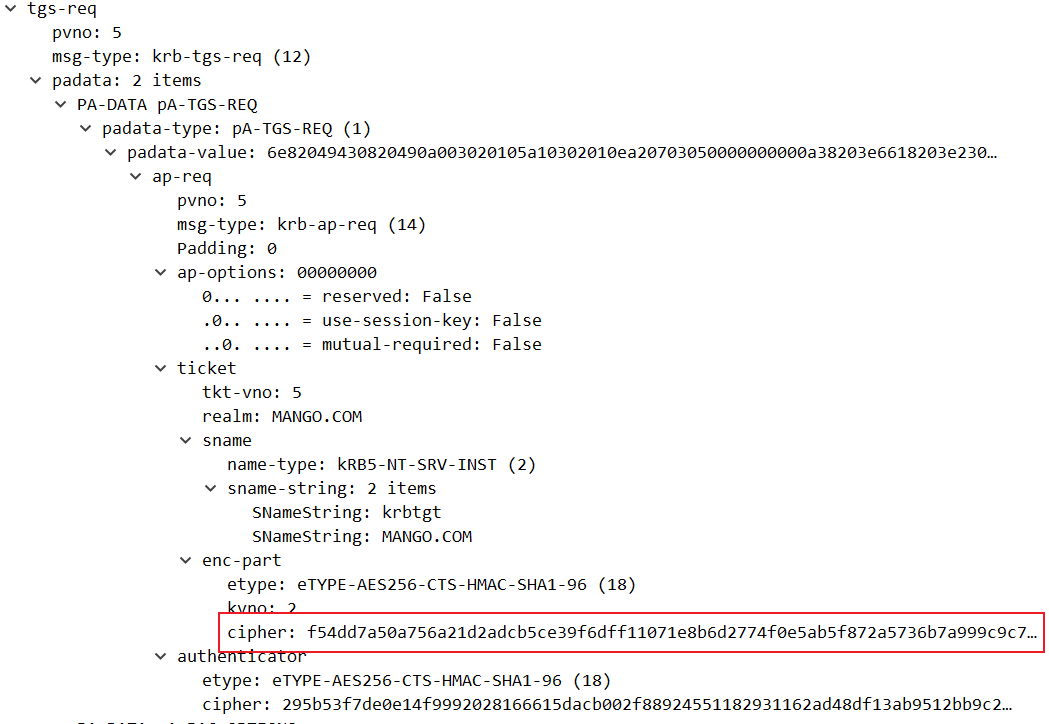 tgs-req
pvno: 5
msg-type: krb-tgs-req (12)
padata: 2 items
PA-DATA pA-TGS-REQ
padata-type: pA-TGS-REQ (1)
padata-value: 6e82049430820490a003020105a10302010ea20703050000000000a38203e6618203e230…
ap-req
pvno: 5
msg-type: krb-ap-req (14)
Padding: 0
ap-options: 00000000
0... .... = reserved: False
.0.. .... = use-session-key: False
..0. .... = mutual-required: False
ticket
tkt-vno: 5
realm: MANGO.COM
sname
name-type: kRB5-NT-SRV-INST (2)
sname-string: 2 items
SNameString: krbtgt
SNameString: MANGO.COM
enc-part
etype: eTYPE-AES256-CTS-HMAC-SHA1-96 (18)
kvno: 2
cipher: f54dd7a50a756a21d2adcb5ce39f6dff11071e8b6d2774f0e5ab5f872a5736b7a999c9c7…
authenticator
etype: eTYPE-AES256-CTS-HMAC-SHA1-96 (18)
cipher: 295b53f7de0e14f9992028166615dacb002f88924551182931162ad48df13ab9512bb9c2…